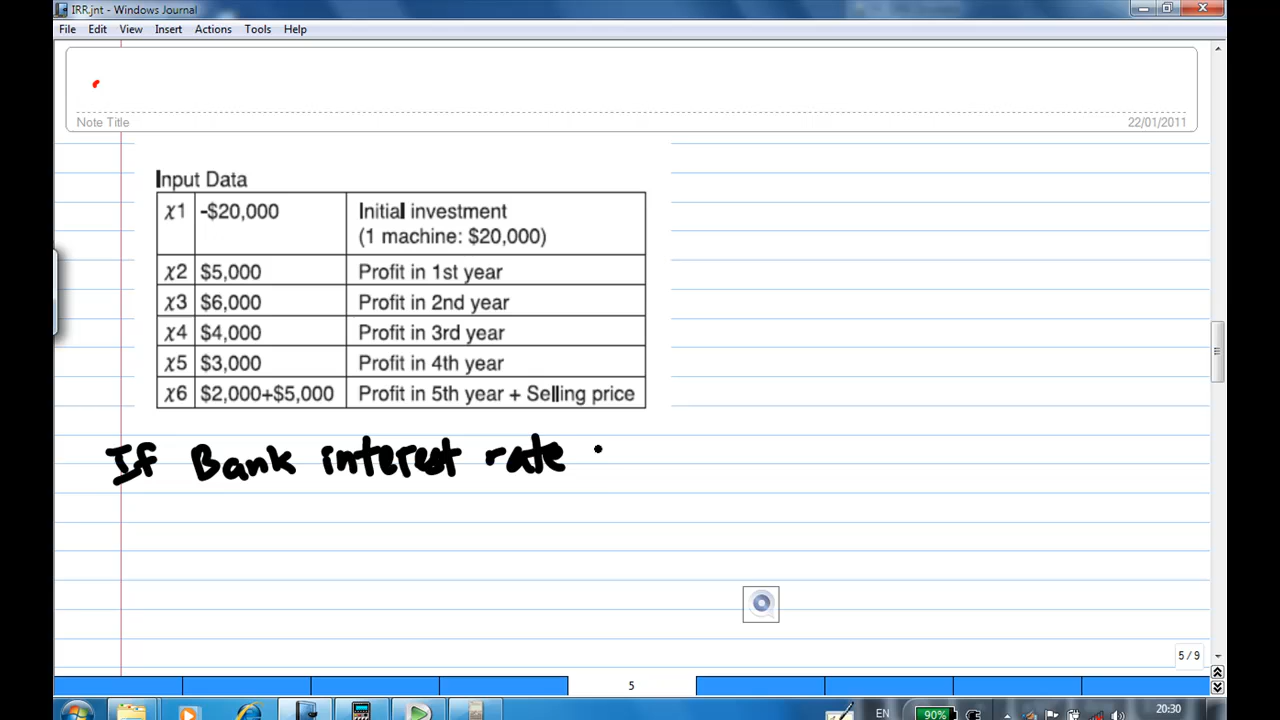 IRR.jnt - Windows Journal
File Edit View Insert Actions Tools Help
Note Title
22/01/2011
Input Data
χ1 -$20,000 Initial investment
(1 machine: $20,000)
χ2 $5,000 Profit in 1st year
χ3 $6,000 Profit in 2nd year
χ4 $4,000 Profit in 3rd year
χ5 $3,000 Profit in 4th year
χ6 $2,000+$5,000 Profit in 5th year + Selling price
If Bank interest rate
5 / 9
5
EN 90% 20:30